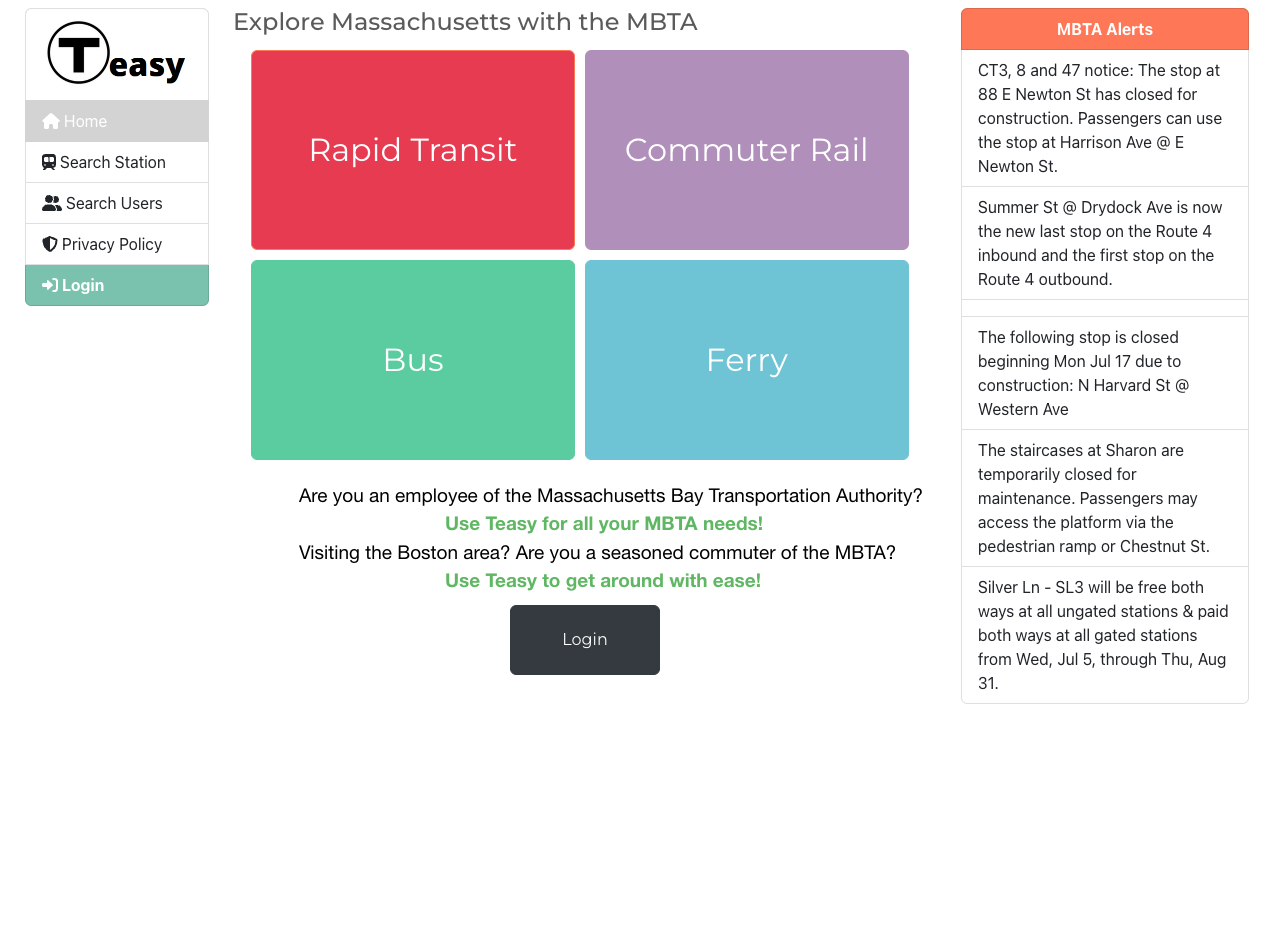 Teasy
Home
Search Station
Search Users
Privacy Policy
Login
Explore Massachusetts with the MBTA
Rapid Transit
Commuter Rail
Bus
Ferry
Are you an employee of the Massachusetts Bay Transportation Authority?
Use Teasy for all your MBTA needs!
Visiting the Boston area? Are you a seasoned commuter of the MBTA?
Use Teasy to get around with ease!
Login
MBTA Alerts
CT3, 8 and 47 notice: The stop at
88 E Newton St has closed for
construction. Passengers can use
the stop at Harrison Ave @ E
Newton St.
Summer St @ Drydock Ave is now
the new last stop on the Route 4
inbound and the first stop on the
Route 4 outbound.
The following stop is closed
beginning Mon Jul 17 due to
construction: N Harvard St @
Western Ave
The staircases at Sharon are
temporarily closed for
maintenance. Passengers may
access the platform via the
pedestrian ramp or Chestnut St.
Silver Ln - SL3 will be free both
ways at all ungated stations & paid
both ways at all gated stations
from Wed, Jul 5, through Thu, Aug
31.